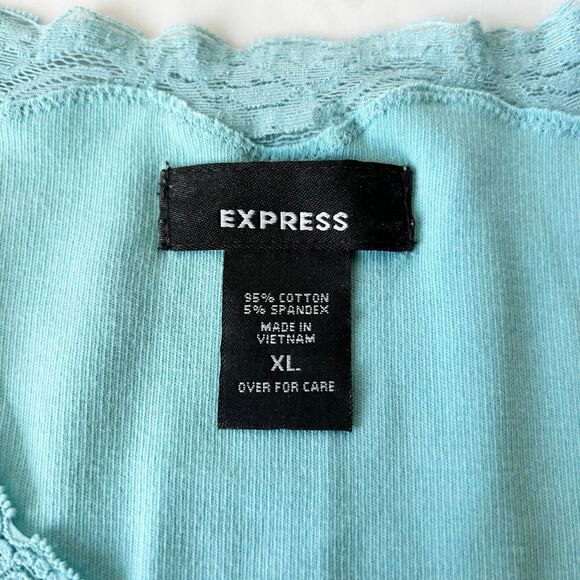 EXPRESS
95% COTTON
5% SPANDEX
MADE IN
VIETNAM
XL
OVER FOR CARE